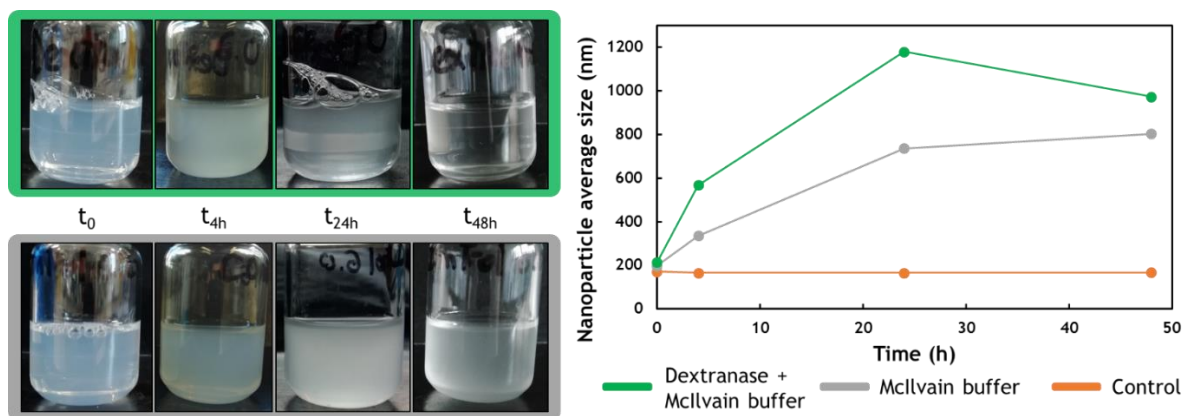 t0
t4h
t24h
t48h
Nanoparticle average size (nm)
1200
1000
800
600
400
200
0
0
10
20
30
40
50
Time (h)
Dextranase +
McIlvain buffer
McIlvain buffer
Control